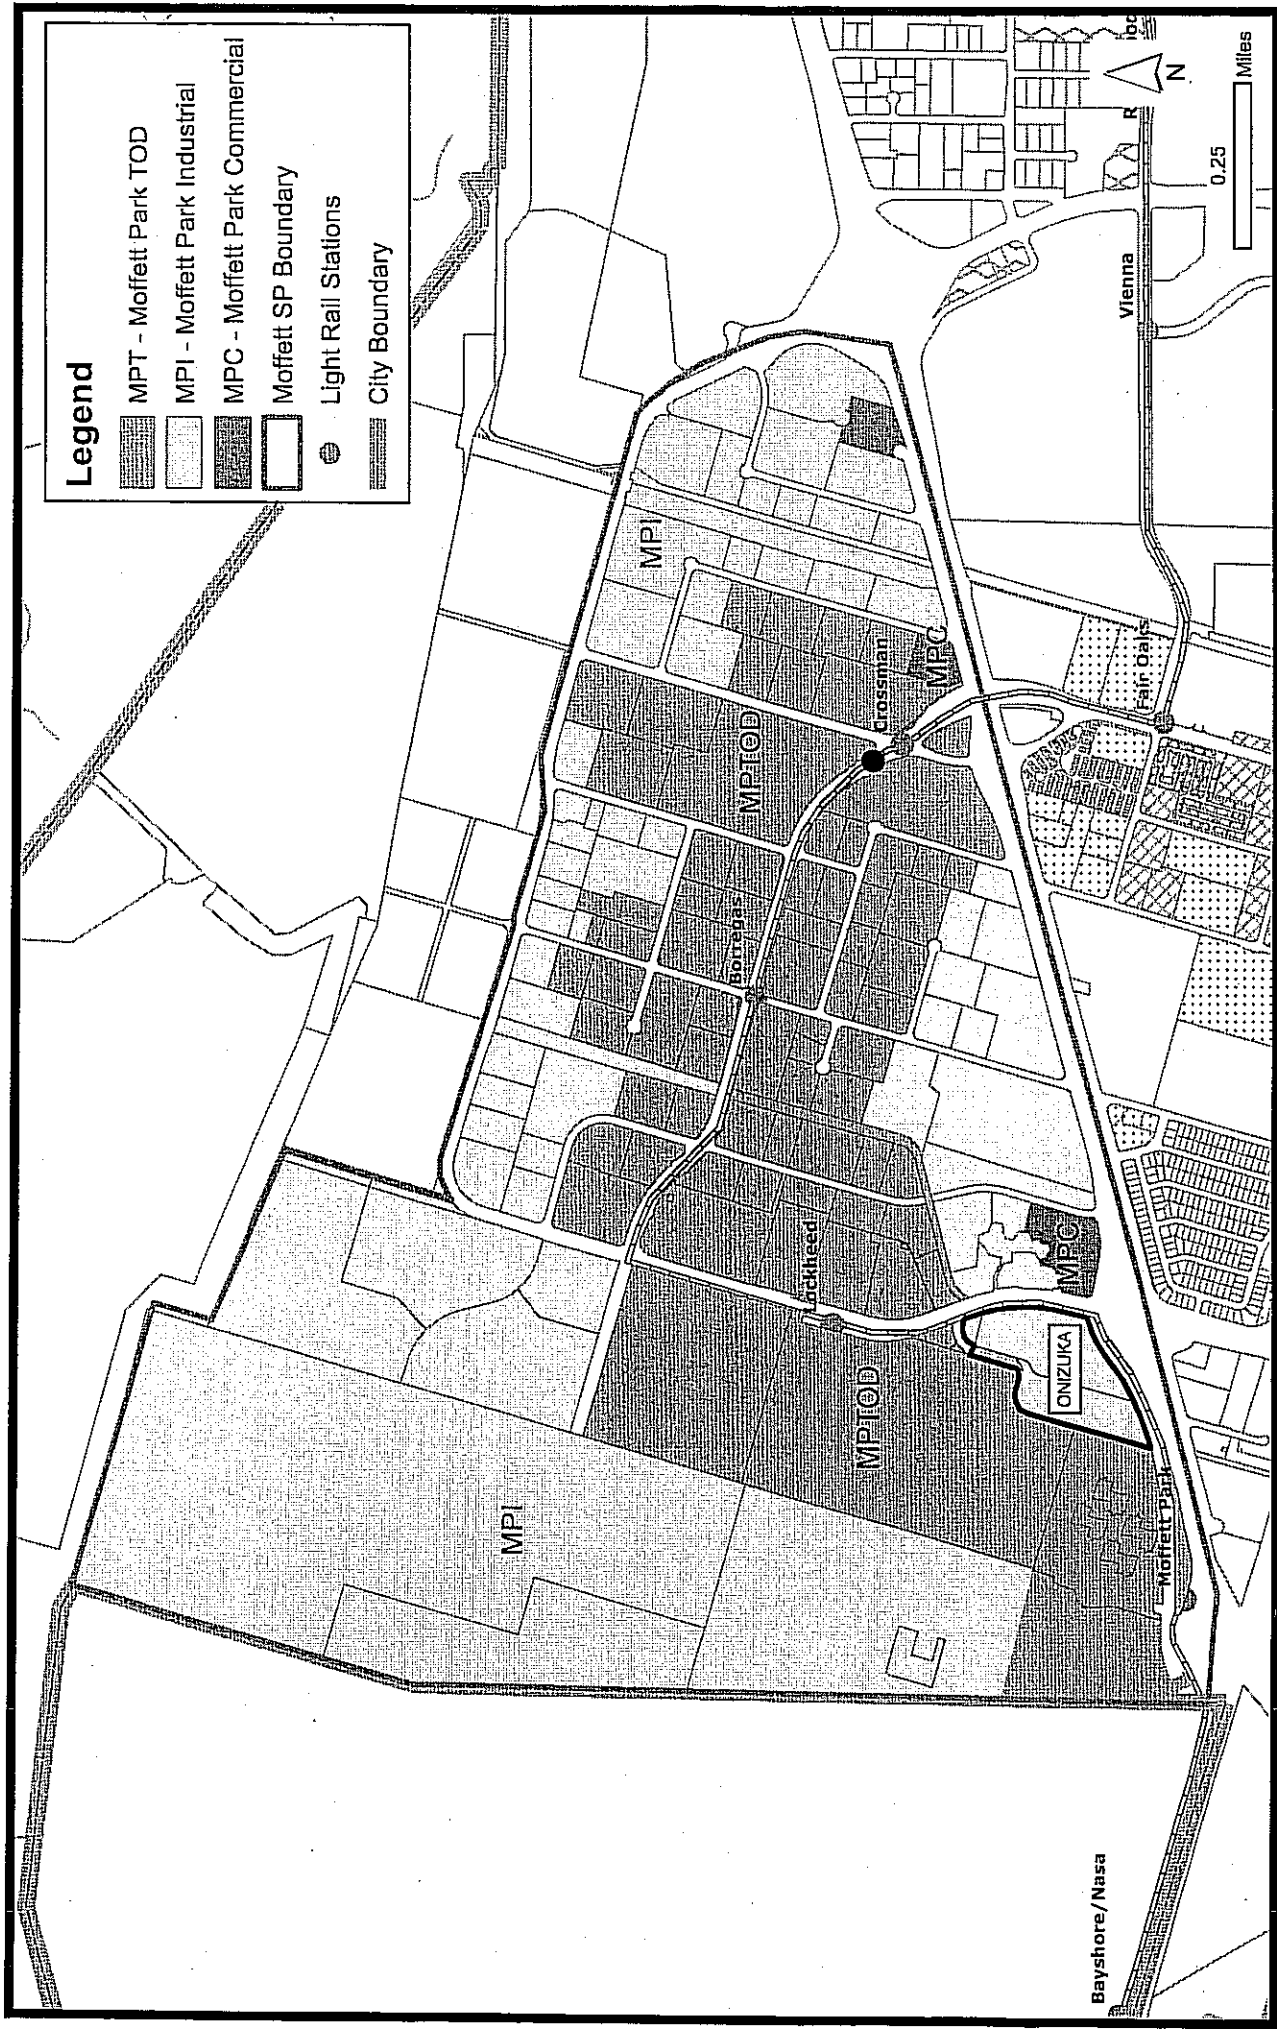 Legend
MPT - Moffett Park TOD
MPI - Moffett Park Industrial
MPC - Moffett Park Commercial
Moffett SP Boundary
Light Rail Stations
City Boundary
MPI
MPI
MPTOD
MPTOD
Borregas
Crossman
MPC
Lockheed
MPC
ONIZUKA
Moffett Park
Fair Oaks
Vienna
Bayshore/Nasa
N
0.25
Miles